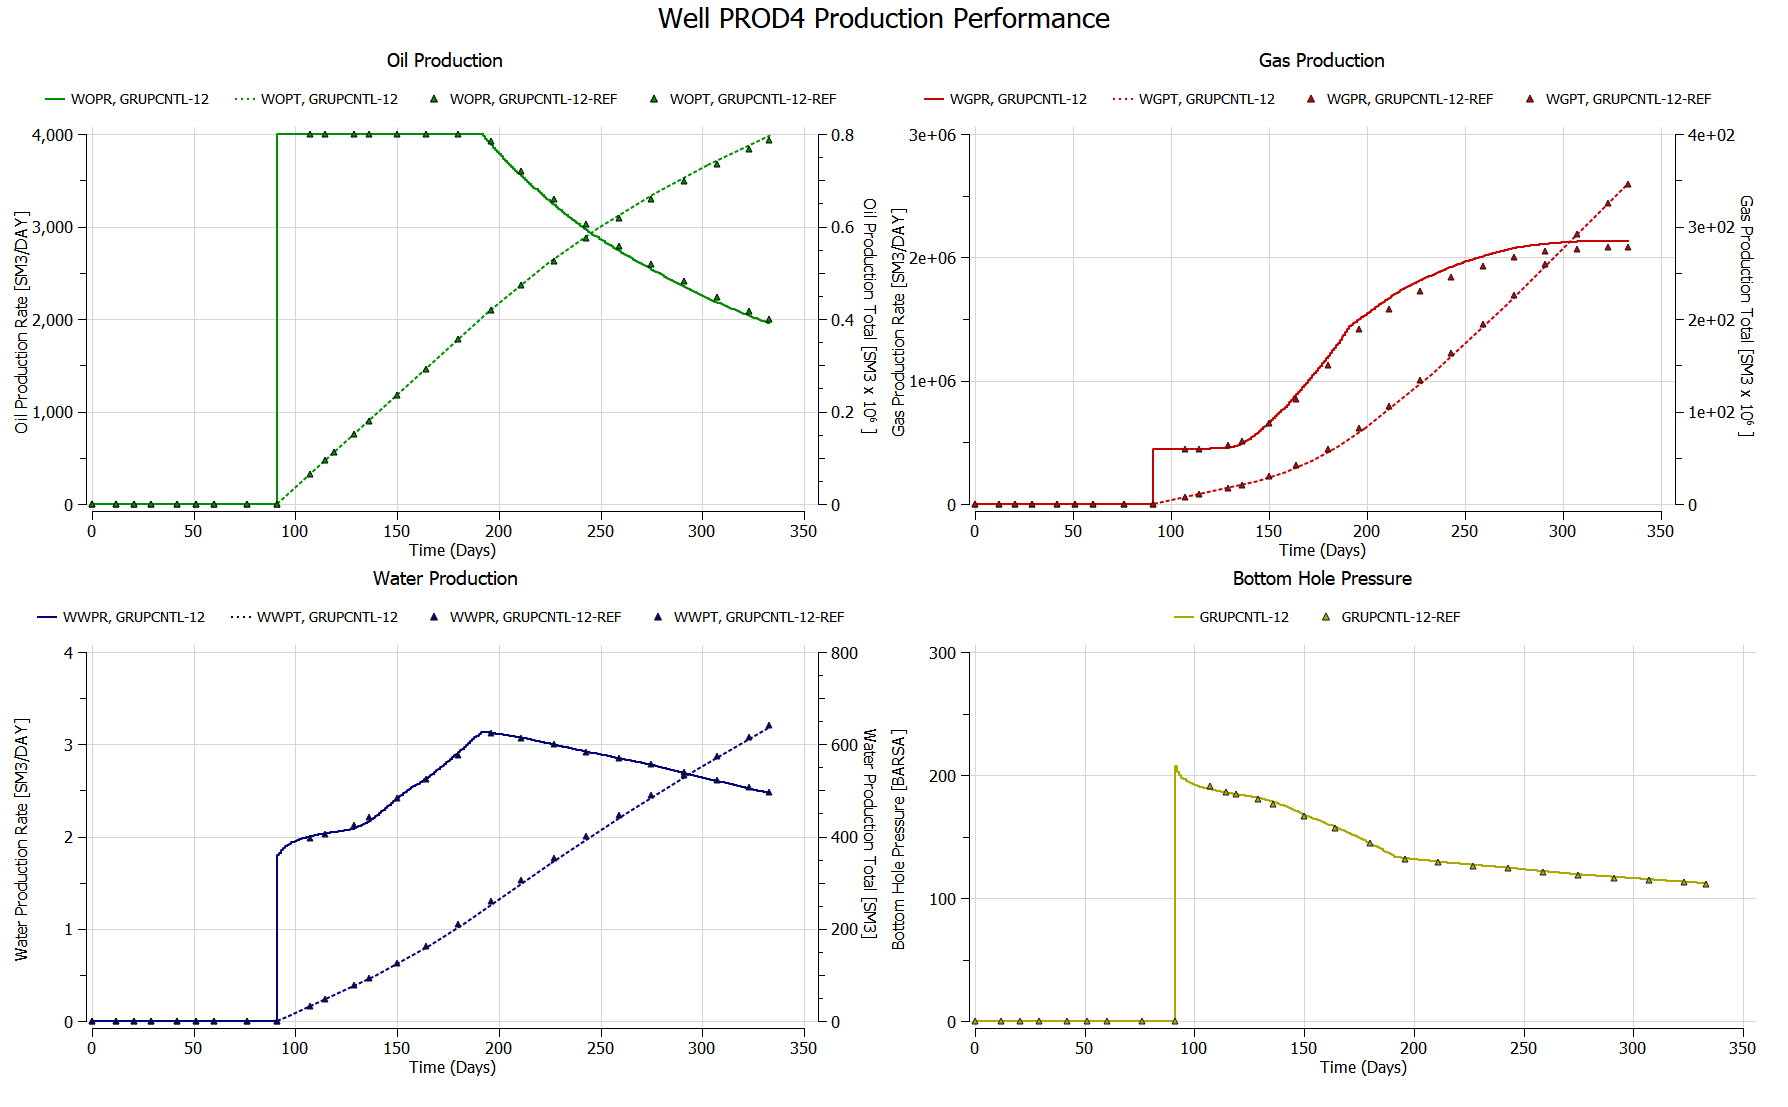 Well PROD4 Production Performance
Oil Production
WOPR, GRUPCNTL-12 WOPT, GRUPCNTL-12 WOPR, GRUPCNTL-12-REF WOPT, GRUPCNTL-12-REF
Oil Production Rate [SM3/DAY]
4,000
3,000
2,000
1,000
0
0.8
0.6
0.4
0.2
0
Oil Production Total [SM3 x 10⁶ ]
0 50 100 150 200 250 300 350
Time (Days)
Gas Production
WGPR, GRUPCNTL-12 WGPT, GRUPCNTL-12 WGPR, GRUPCNTL-12-REF WGPT, GRUPCNTL-12-REF
Gas Production Rate [SM3/DAY]
3e+06
2e+06
1e+06
0
4e+02
3e+02
2e+02
1e+02
0
Gas Production Total [SM3 x 10⁶ ]
0 50 100 150 200 250 300 350
Time (Days)
Water Production
WWPR, GRUPCNTL-12 WWPT, GRUPCNTL-12 WWPR, GRUPCNTL-12-REF WWPT, GRUPCNTL-12-REF
Water Production Rate [SM3/DAY]
4
3
2
1
0
800
600
400
200
0
Water Production Total [SM3]
0 50 100 150 200 250 300 350
Time (Days)
Bottom Hole Pressure
GRUPCNTL-12 GRUPCNTL-12-REF
Bottom Hole Pressure [BARSA]
300
200
100
0
0 50 100 150 200 250 300 350
Time (Days)